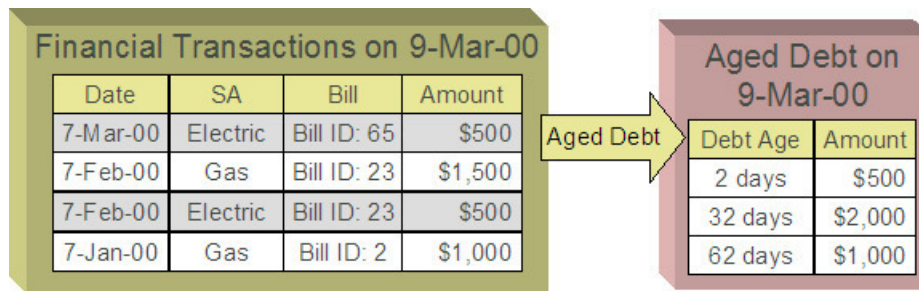 Financial Transactions on 9-Mar-00
Date SA Bill Amount
7-Mar-00 Electric Bill ID: 65 $500
7-Feb-00 Gas Bill ID: 23 $1,500
7-Feb-00 Electric Bill ID: 23 $500
7-Jan-00 Gas Bill ID: 2 $1,000
Aged Debt
Aged Debt on
9-Mar-00
Debt Age Amount
2 days $500
32 days $2,000
62 days $1,000